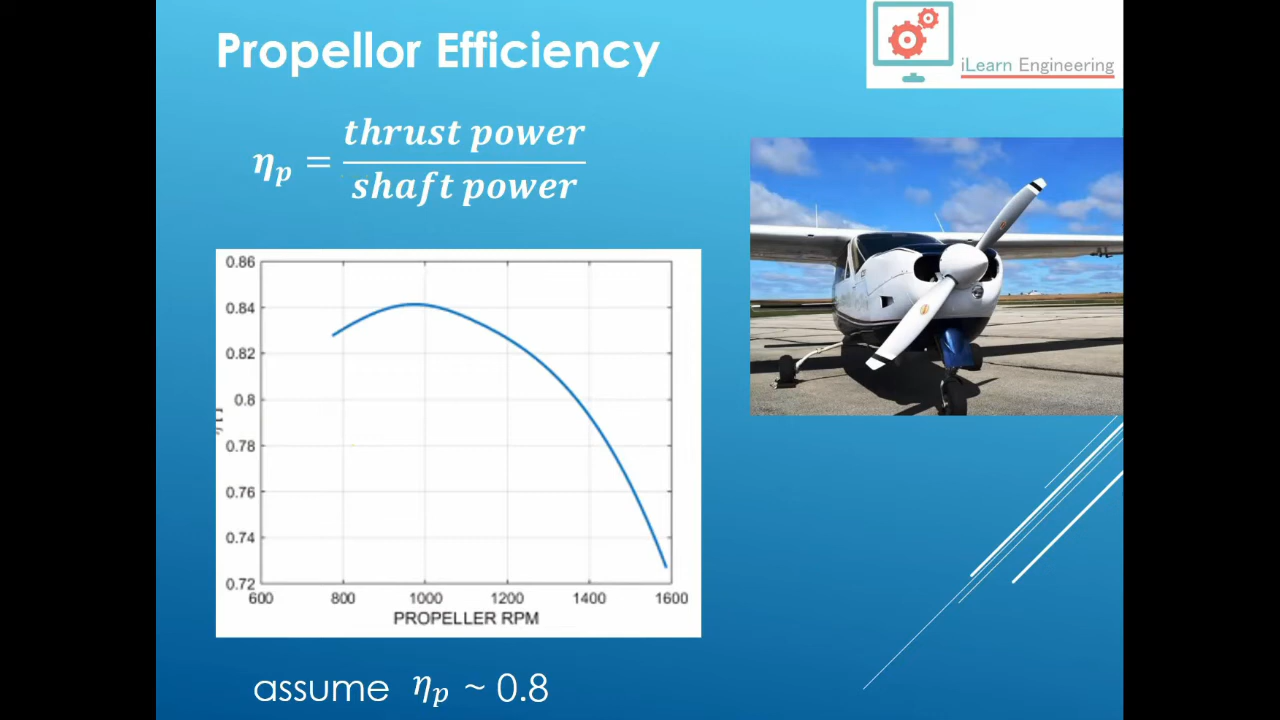 Propellor Efficiency
iLearn Engineering
η_p = thrust power / shaft power
0.86
0.84
0.82
0.8
0.78
0.76
0.74
0.72
600 800 1000 1200 1400 1600
PROPELLER RPM
assume η_p ~ 0.8